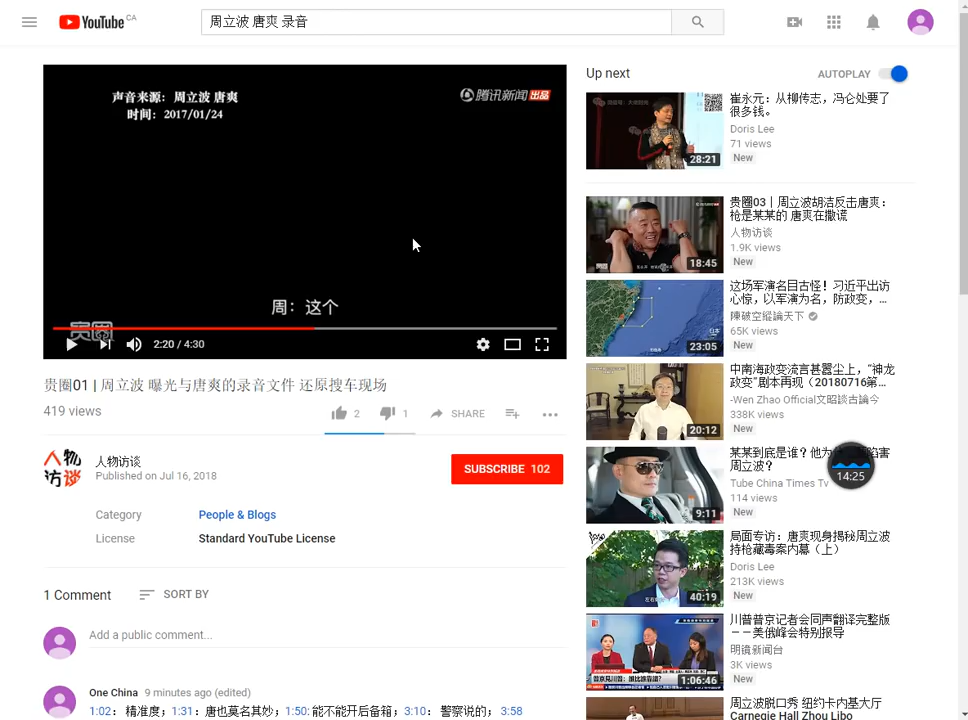 YouTube CA
周立波 唐爽 录音
声音来源：周立波 唐爽
时间：2017/01/24
腾讯新闻 出品
周：这个
贵圈
2:20 / 4:30
贵圈01 | 周立波 曝光与唐爽的录音文件 还原搜车现场
419 views
2
1
SHARE
人物访谈
人物访谈
Published on Jul 16, 2018
SUBSCRIBE 102
Category
People & Blogs
License
Standard YouTube License
1 Comment
SORT BY
Add a public comment...
One China 9 minutes ago (edited)
1:02： 精准度，1:31：唐也莫名其妙，1:50: 能不能开后备箱，3:10： 警察说的，3:58
Up next
AUTOPLAY
28:21
崔永元：从柳传志，冯仑处要了
很多钱。
Doris Lee
71 views
New
18:45
贵圈03｜周立波胡洁反击唐爽：
枪是某某的 唐爽在撒谎
人物访谈
1.9K views
New
23:05
这场军演名目古怪！习近平出访
心惊，以军演为名，防政变，...
陳破空縱論天下
65K views
New
20:12
中南海政变流言甚嚣尘上，“神龙
政变”剧本再现（20180716第...
-Wen Zhao Official文昭談古論今
338K views
New
9:11
某某到底是谁？他为
害
周立波？
Tube China Times Tv
114 views
New
14:25
40:19
局面专访：唐爽现身揭秘周立波
持枪藏毒案内幕（上）
Doris Lee
213K views
New
1:06:46
川普普京记者会同声翻译完整版
－－美俄峰会特别报导
明鏡新闻台
3K views
New
周立波脱口秀 纽约卡内基大厅
Carnegie Hall Zhou Libo